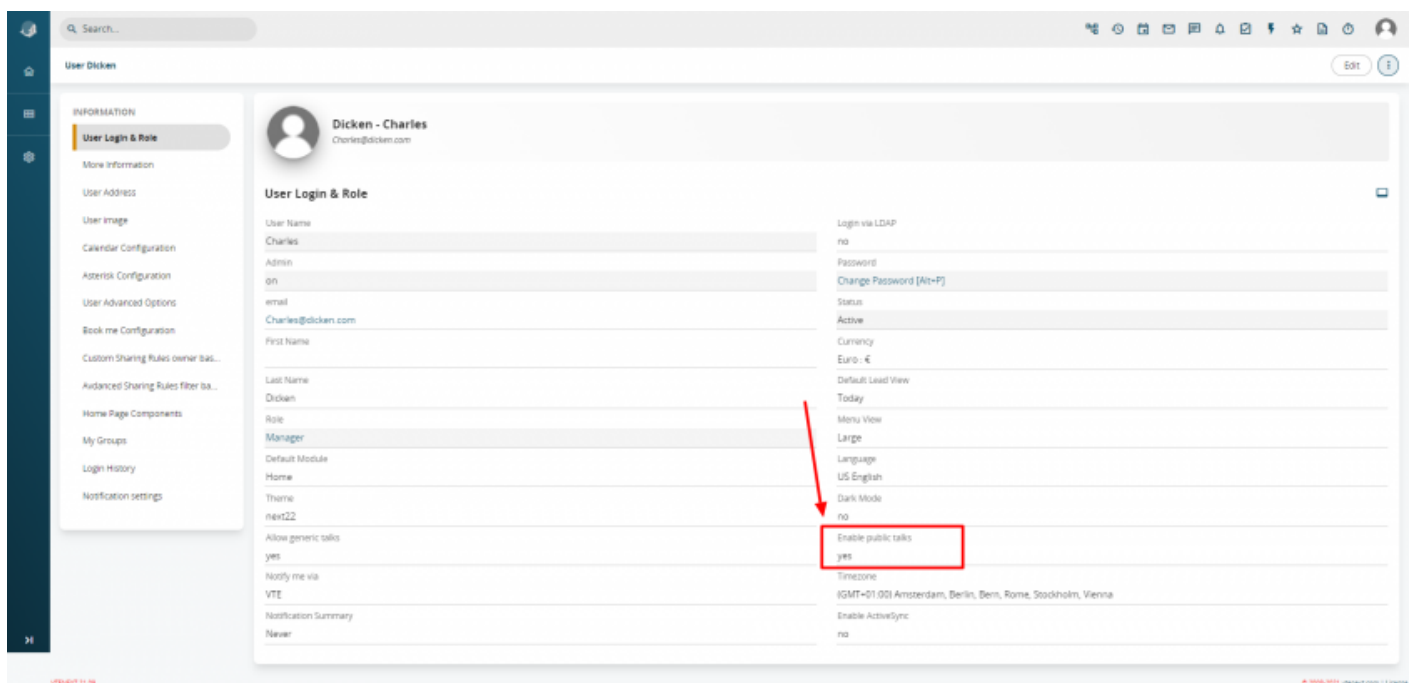 Search...
User Dicken
Edit
INFORMATION
User Login & Role
More Information
User Address
User Image
Calendar Configuration
Asterisk Configuration
User Advanced Options
Book me Configuration
Custom Sharing Rules owner bas...
Avdanced Sharing Rules filter ba...
Home Page Components
My Groups
Login History
Notification settings
Dicken - Charles
Charles@dicken.com
User Login & Role
User Name
Charles
Admin
on
email
Charles@dicken.com
First Name
Last Name
Dicken
Role
Manager
Default Module
Home
Theme
next22
Allow generic talks
yes
Notify me via
VTE
Notification Summary
Never
Login via LDAP
no
Password
Change Password [Alt+P]
Status
Active
Currency
Euro : €
Default Lead View
Today
Menu View
Large
Language
US English
Dark Mode
no
Enable public talks
yes
Timezone
(GMT+01:00) Amsterdam, Berlin, Bern, Rome, Stockholm, Vienna
Enable ActiveSync
no